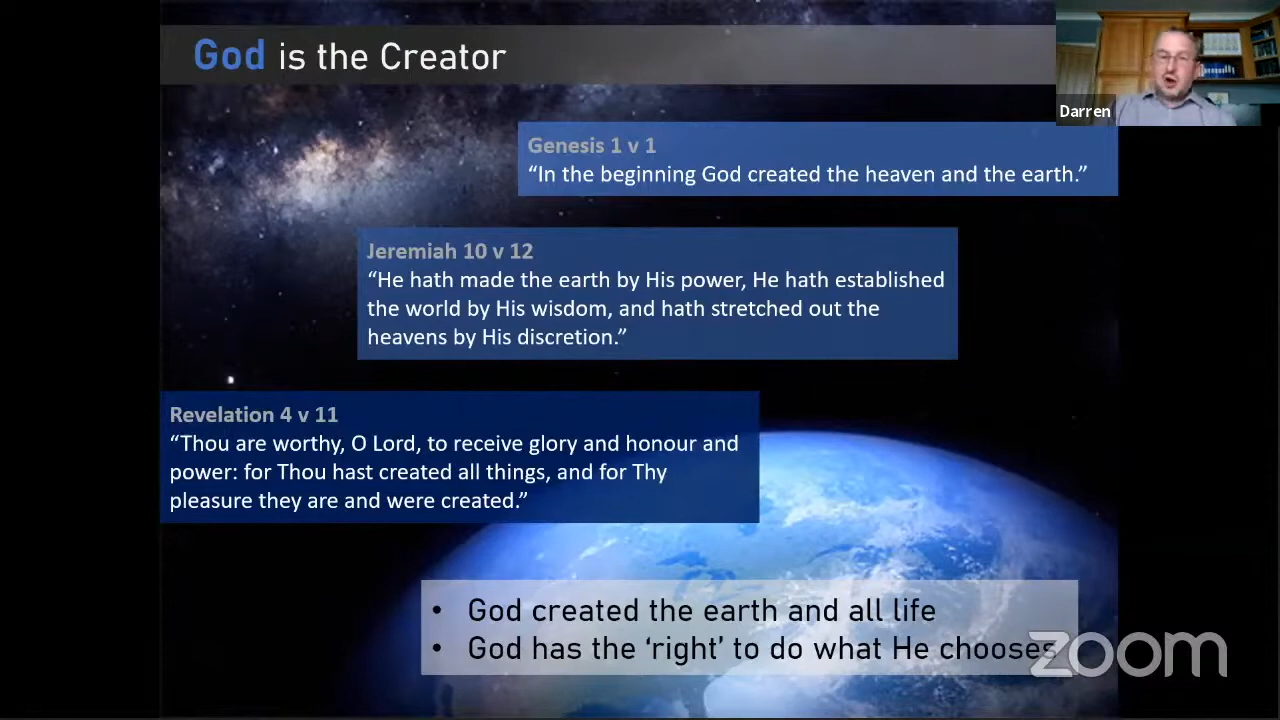 God is the Creator
Darren
Genesis 1 v 1
“In the beginning God created the heaven and the earth.”
Jeremiah 10 v 12
“He hath made the earth by His power, He hath established
the world by His wisdom, and hath stretched out the
heavens by His discretion.”
Revelation 4 v 11
“Thou are worthy, O Lord, to receive glory and honour and
power: for Thou hast created all things, and for Thy
pleasure they are and were created.”
• God created the earth and all life
• God has the ‘right’ to do what He chooses
zoom